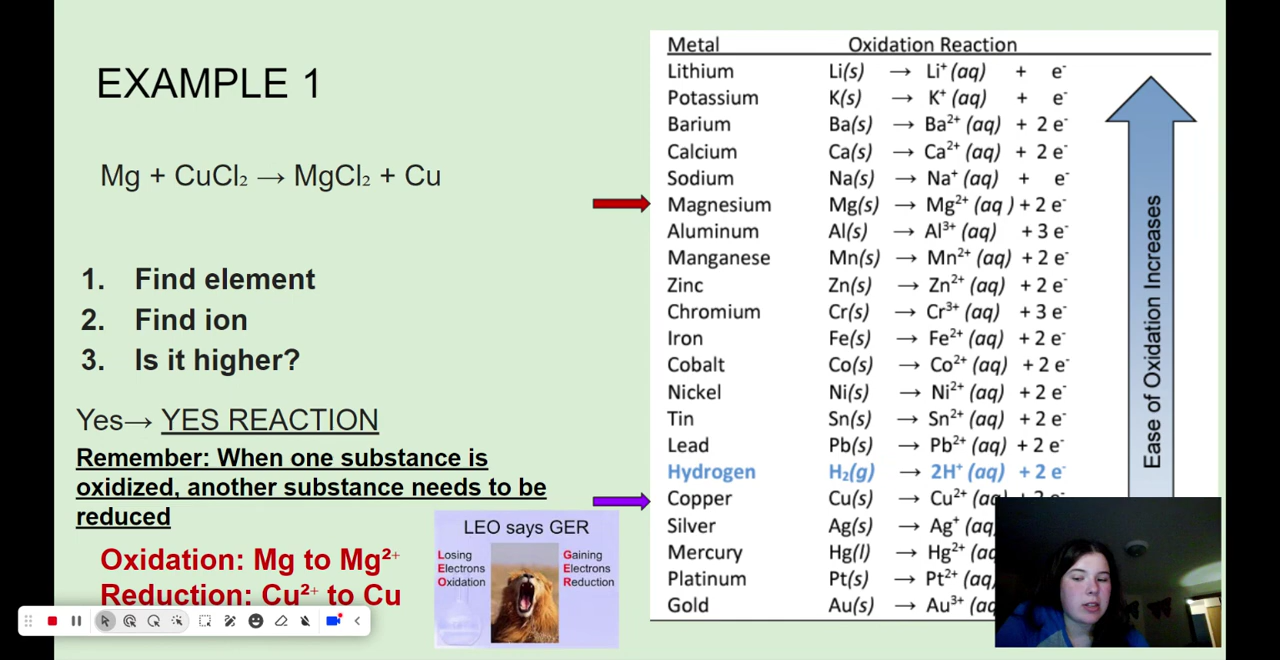 EXAMPLE 1
Mg + CuCl₂ → MgCl₂ + Cu
1. Find element
2. Find ion
3. Is it higher?
Yes→ YES REACTION
Remember: When one substance is
oxidized, another substance needs to be
reduced
Oxidation: Mg to Mg²⁺
Reduction: Cu²⁺ to Cu
LEO says GER
Losing
Electrons
Oxidation
Gaining
Electrons
Reduction
Metal Oxidation Reaction
Lithium Li(s) → Li⁺ (aq) + e⁻
Potassium K(s) → K⁺ (aq) + e⁻
Barium Ba(s) → Ba²⁺ (aq) + 2 e⁻
Calcium Ca(s) → Ca²⁺ (aq) + 2 e⁻
Sodium Na(s) → Na⁺ (aq) + e⁻
Magnesium Mg(s) → Mg²⁺ (aq ) + 2 e⁻
Aluminum Al(s) → Al³⁺ (aq) + 3 e⁻
Manganese Mn(s) → Mn²⁺ (aq) + 2 e⁻
Zinc Zn(s) → Zn²⁺ (aq) + 2 e⁻
Chromium Cr(s) → Cr³⁺ (aq) + 3 e⁻
Iron Fe(s) → Fe²⁺ (aq) + 2 e⁻
Cobalt Co(s) → Co²⁺ (aq) + 2 e⁻
Nickel Ni(s) → Ni²⁺ (aq) + 2 e⁻
Tin Sn(s) → Sn²⁺ (aq) + 2 e⁻
Lead Pb(s) → Pb²⁺ (aq) + 2 e⁻
Hydrogen H₂(g) → 2H⁺ (aq) + 2 e⁻
Copper Cu(s) → Cu²⁺
Silver Ag(s) → Ag⁺ (aq
Mercury Hg(l) → Hg²⁺
Platinum Pt(s) → Pt²⁺ (aq
Gold Au(s) → Au³⁺
Ease of Oxidation Increases